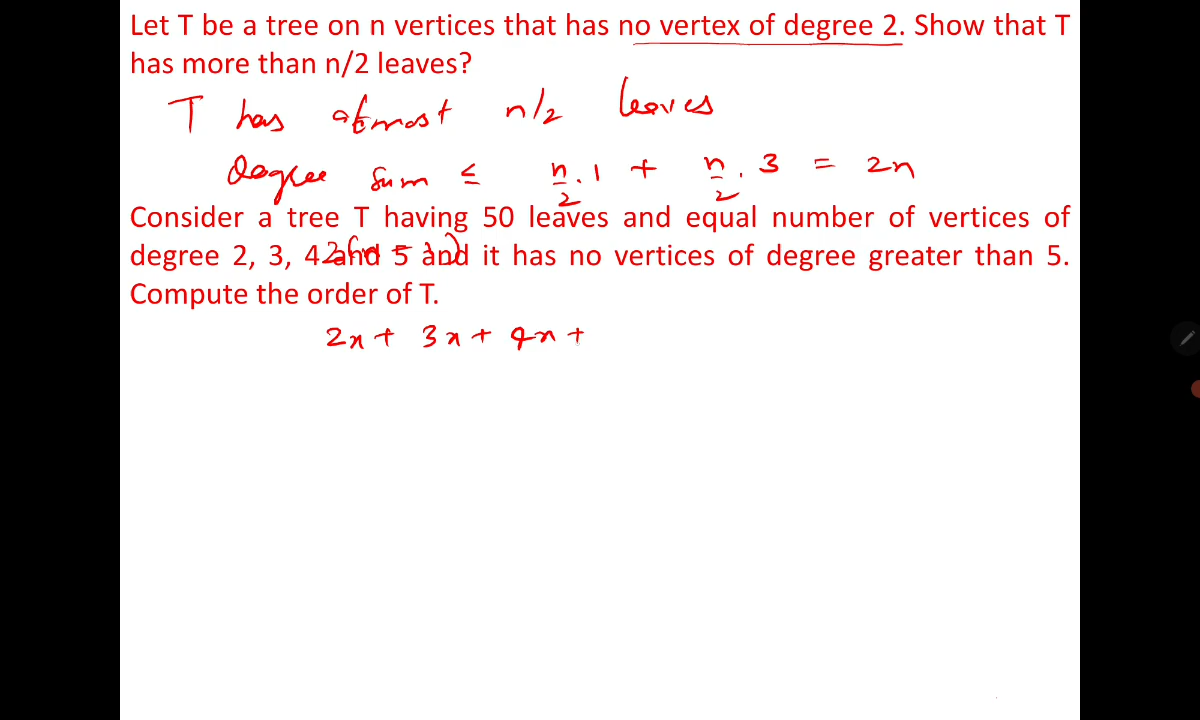 Let T be a tree on n vertices that has no vertex of degree 2. Show that T
has more than n/2 leaves?
T has atmost n/2 leaves
Degree sum ≤ n/2 . 1 + n/2 . 3 = 2n
2(n-1)
Consider a tree T having 50 leaves and equal number of vertices of
degree 2, 3, 4 and 5 and it has no vertices of degree greater than 5.
Compute the order of T.
2x + 3x + 4x +